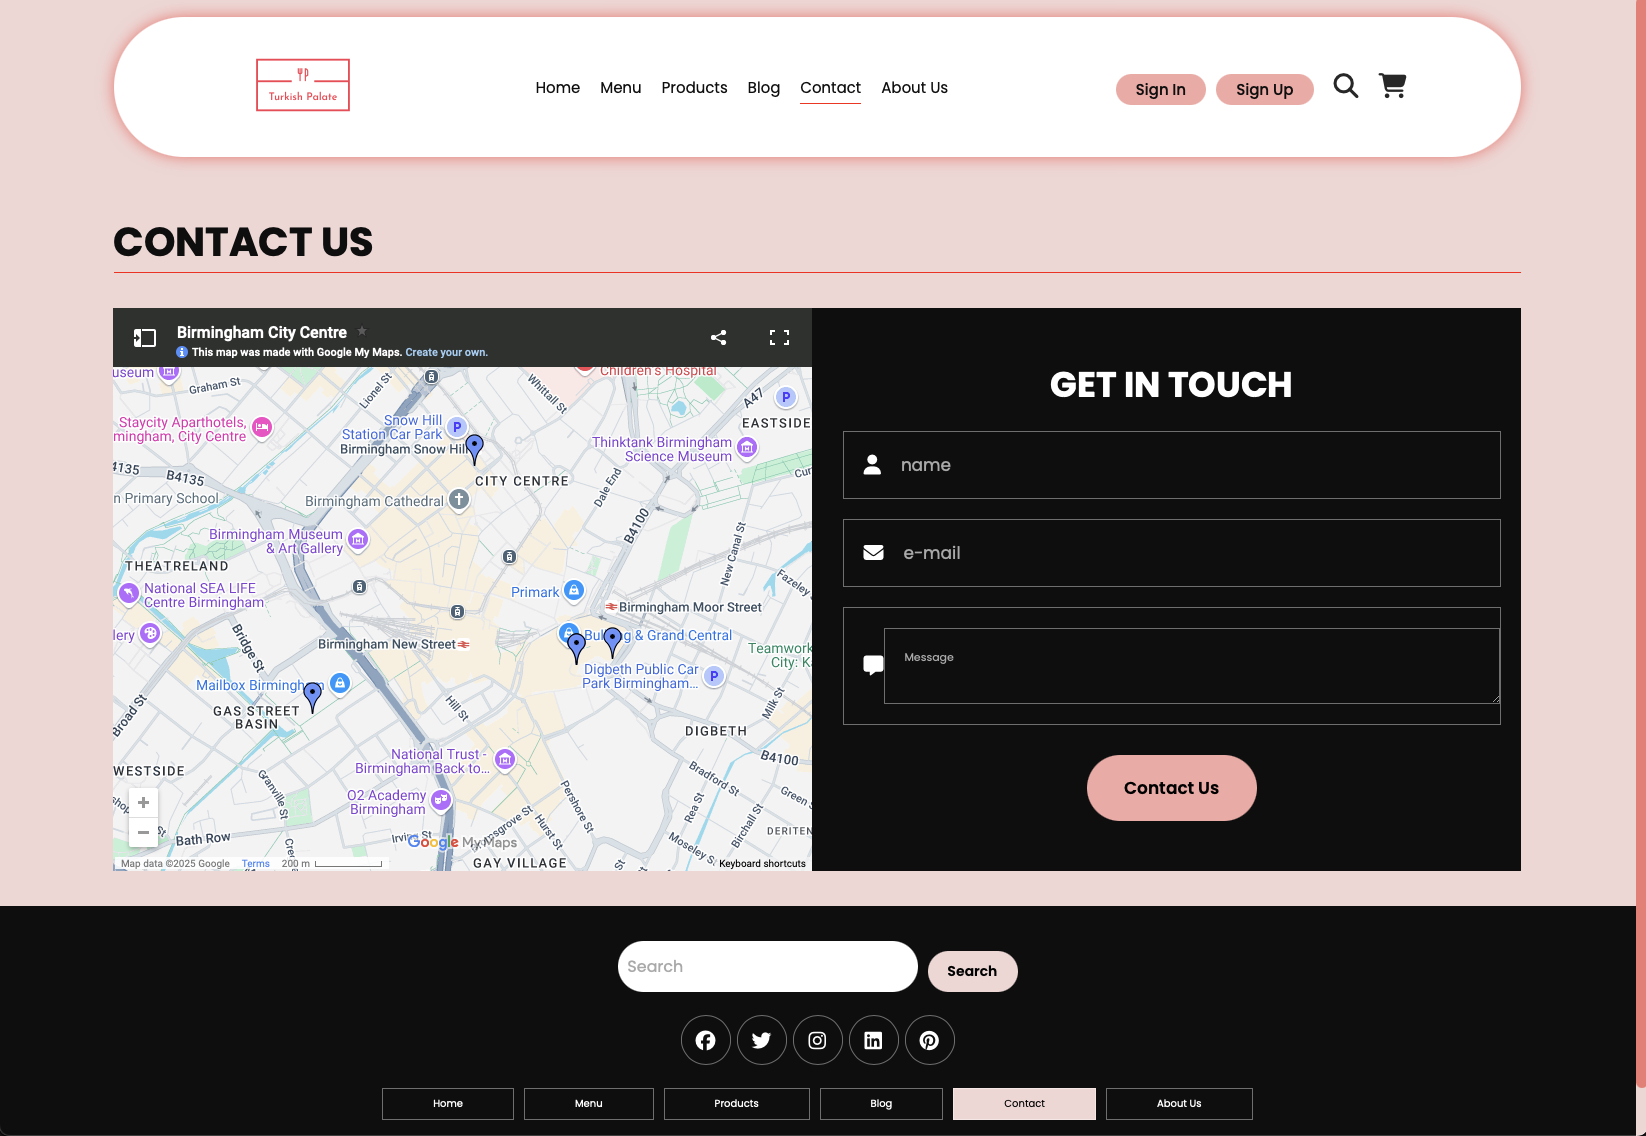 Turkish Palate
Home Menu Products Blog Contact About Us
Sign In Sign Up
CONTACT US
Birmingham City Centre
This map was made with Google My Maps. Create your own.
useum
Graham St
Lionel St
Whittall St
Children's Hospital
A47
P
Staycity Aparthotels,
mingham, City Centre
Snow Hill
Station Car Park
P
Birmingham Snow Hill
EASTSIDE
Thinktank Birmingham
Science Museum
4135
B4135
CITY CENTRE
Dale End
Cur
n Primary School
Birmingham Cathedral
B4100
New Canal St
Birmingham Museum
& Art Gallery
THEATRELAND
National SEA LIFE
Centre Birmingham
Primark
Fazeley
Birmingham Moor Street
lery
Bridge St
Birmingham New Street
Bul g & Grand Central
Digbeth Public Car
Park Birmingham...
P
Teamwork
City: Ka
Mailbox Birmingh m
GAS STREET
BASIN
Broad St
Hill St
Milk St
DIGBETH
B4100
National Trust -
Birmingham Back to...
WESTSIDE
Granville St
Pershore St
Bradford St
Green
O2 Academy
Birmingham
Rea St
Birchall St
DERITEN
Bath Row
Hurst St
Moseley S
Google My Maps
GAY VILLAGE
Map data ©2025 Google Terms 200 m
Keyboard shortcuts
GET IN TOUCH
name
e-mail
Message
Contact Us
Search
Search
Home
Menu
Products
Blog
Contact
About Us